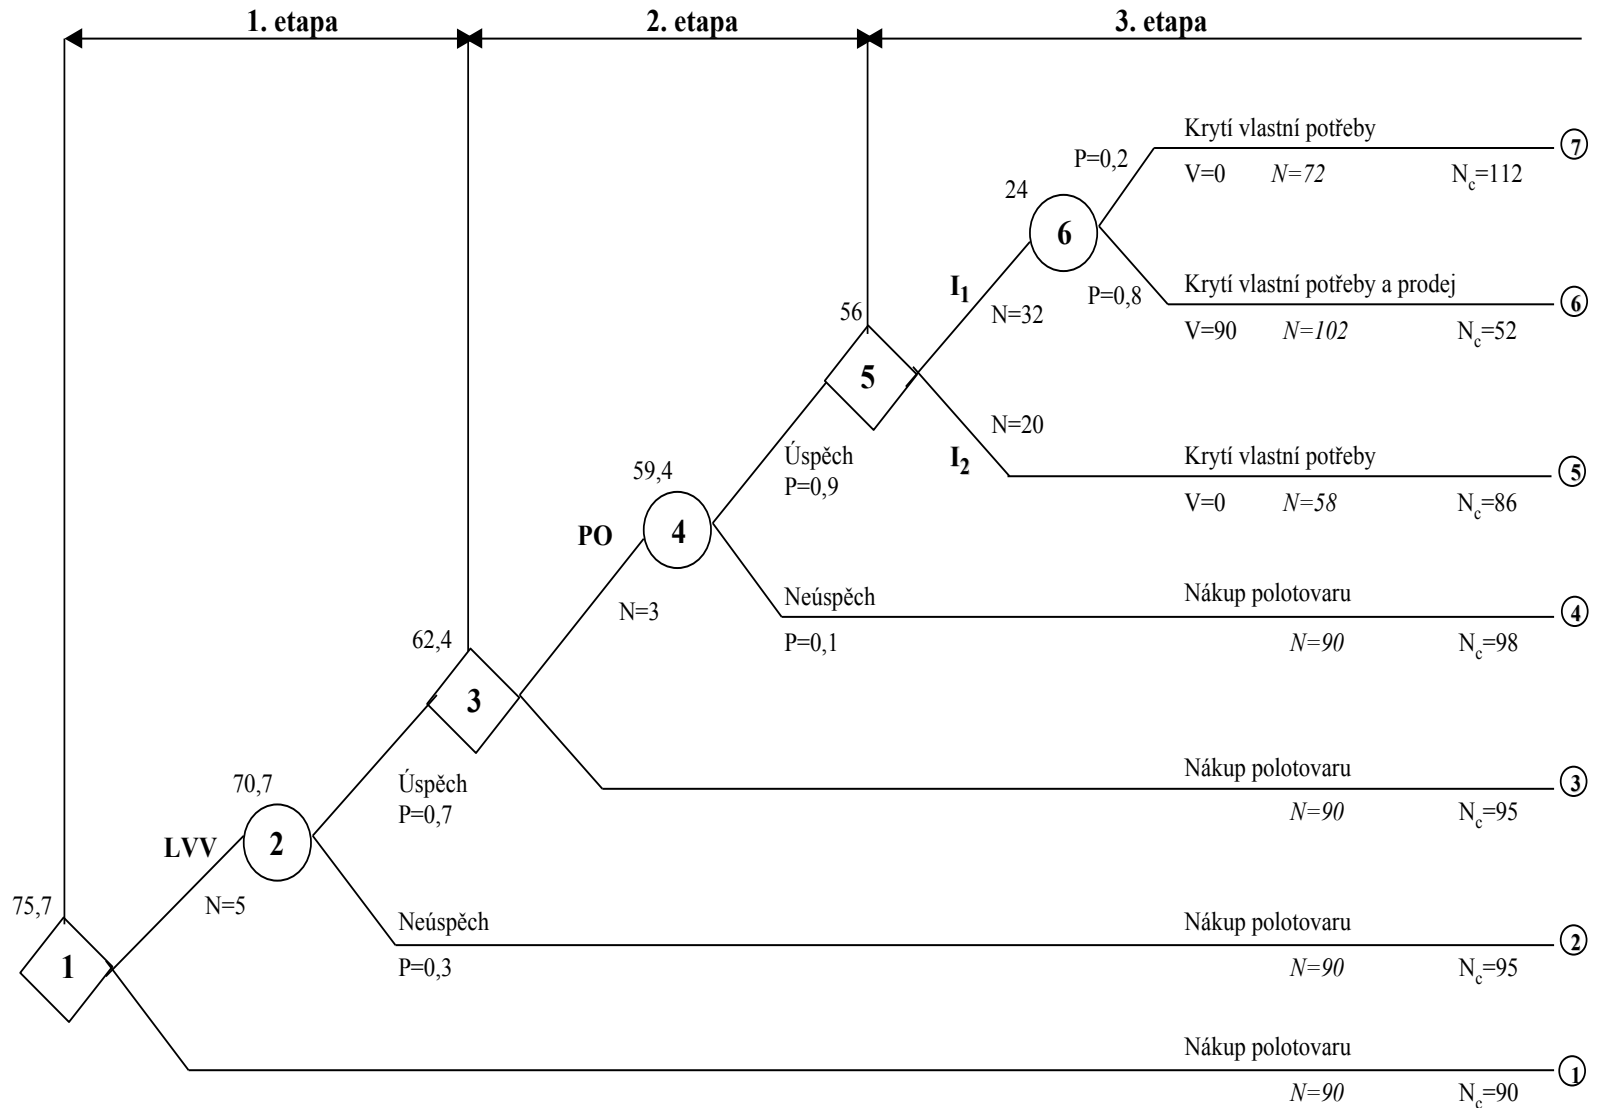 1. etapa
2. etapa
3. etapa
Krytí vlastní potřeby
7
P=0,2
V=0 N=72 Nc=112
24
6
Krytí vlastní potřeby a prodej
P=0,8
I1
6
56
N=32
V=90 N=102 Nc=52
5
N=20
Úspěch
I2
Krytí vlastní potřeby
5
59,4
P=0,9
V=0 N=58 Nc=86
PO
4
Neúspěch
Nákup polotovaru
4
N=3
62,4
P=0,1
N=90 Nc=98
3
Nákup polotovaru
3
70,7
Úspěch
P=0,7
N=90 Nc=95
LVV
2
75,7
N=5
Neúspěch
Nákup polotovaru
2
1
P=0,3
N=90 Nc=95
Nákup polotovaru
1
N=90 Nc=90